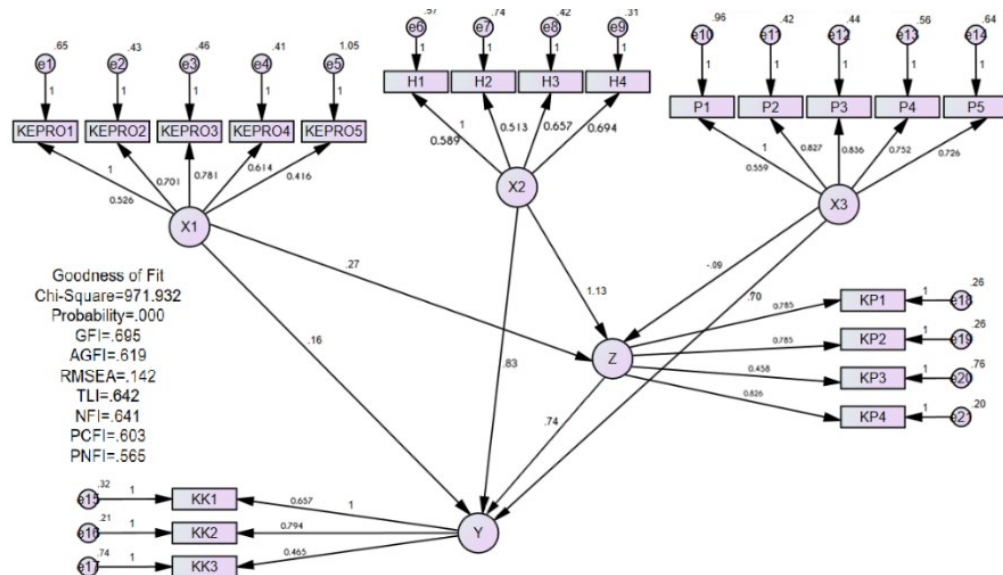 .65 .43 .46 .41 1.05
e1 e2 e3 e4 e5
1 1 1 1 1
KEPRO1 KEPRO2 KEPRO3 KEPRO4 KEPRO5
1 0.701 0.781 0.614 0.416
0.526
X1
.74 .42 .31
e6 e7 e8 e9
1 1 1 1
H1 H2 H3 H4
1 0.513 0.657 0.694
0.589
X2
.96 .42 .44 .56 .64
e10 e11 e12 e13 e14
1 1 1 1 1
P1 P2 P3 P4 P5
1 0.827 0.836 0.752 0.726
0.559
X3
.27
-.09
1.13
.70
.16
.83
.74
Z
Goodness of Fit
Chi-Square=971.932
Probability=.000
GFI=.695
AGFI=.619
RMSEA=.142
TLI=.642
NFI=.641
PCFI=.603
PNFI=.565
0.785 KP1 1 e18 .26
0.785 KP2 1 e19 .26
0.458 KP3 1 e20 .76
0.826 KP4 1 e21 .20
.32 e15 1 KK1 0.657 1
.21 e16 1 KK2 0.794
.74 e17 1 KK3 0.465
Y